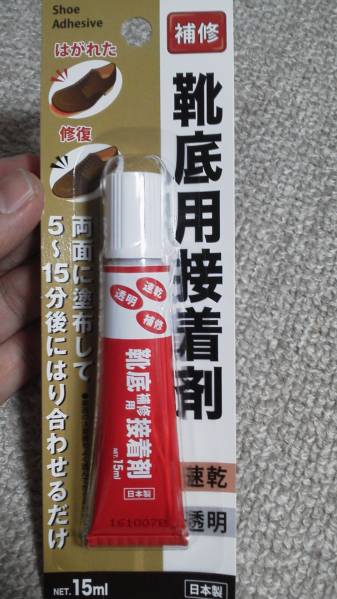 Shoe
Adhesive
はがれた
修復
補修
靴底用接着剤
両面に塗布して
5～15分後にはり合わせるだけ
速乾
透明
補修
靴底補修用接着剤
NET. 15ml
日本製
161007B
速乾
透明
NET. 15ml
日本製